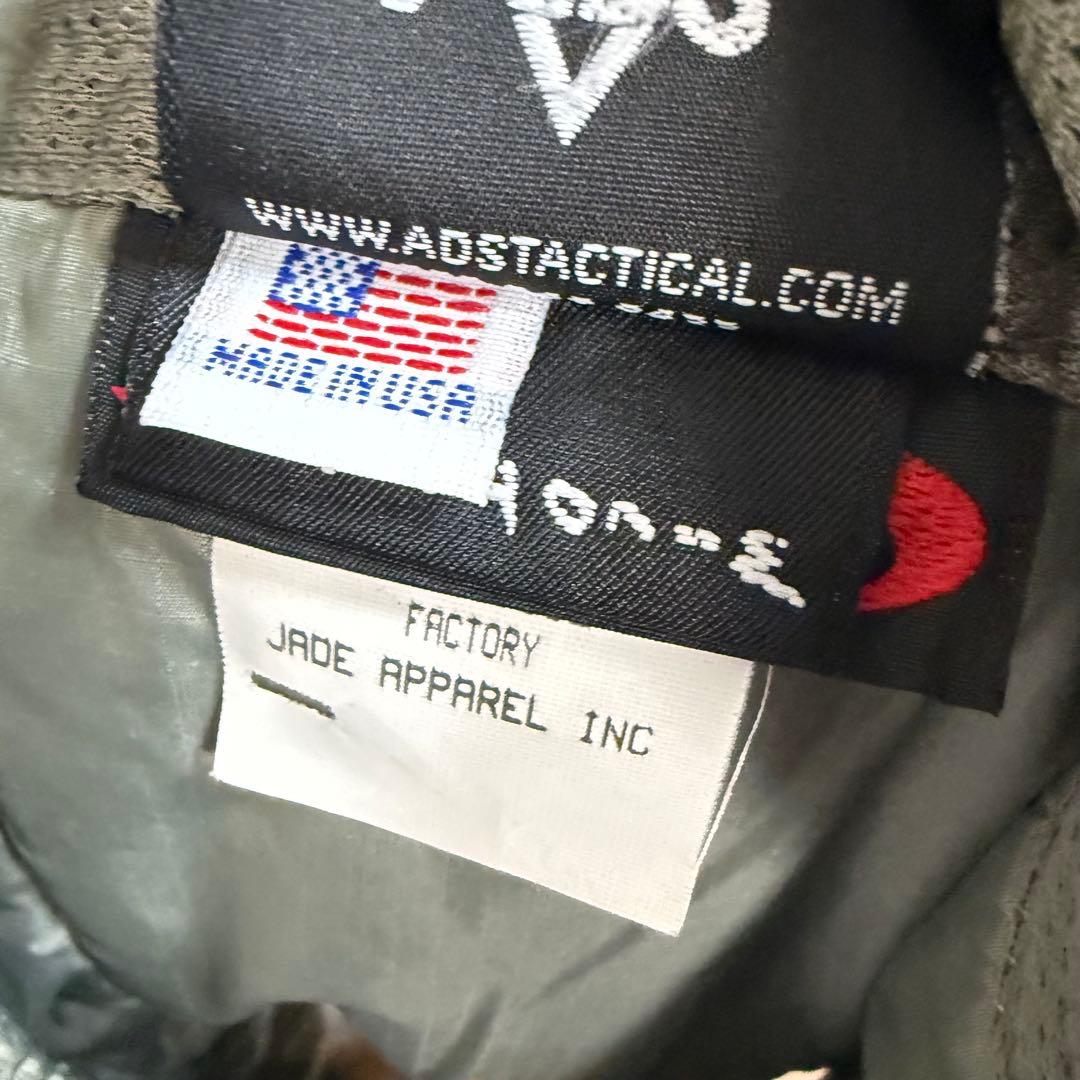 WWW.ADSTACTICAL.COM
MADE IN USA
FACTORY
JADE APPAREL INC